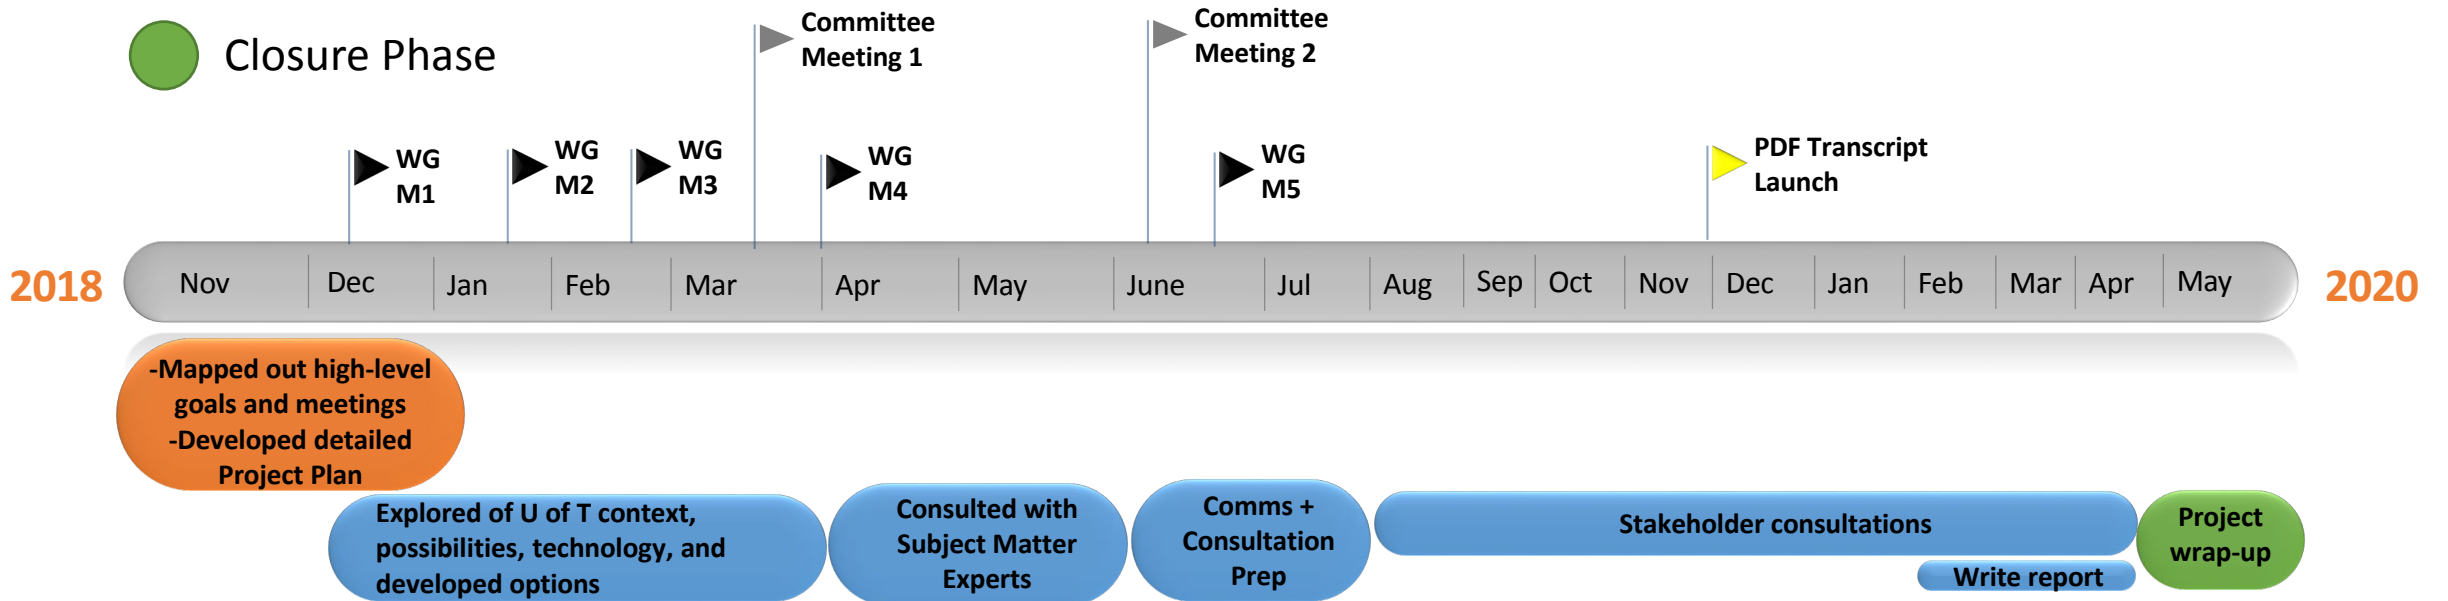 Closure Phase
Committee
Meeting 1
Committee
Meeting 2
WG
M1
WG
M2
WG
M3
WG
M4
WG
M5
PDF Transcript
Launch
2018
Nov
Dec
Jan
Feb
Mar
Apr
May
June
Jul
Aug
Sep
Oct
Nov
Dec
Jan
Feb
Mar
Apr
May
2020
-Mapped out high-level
goals and meetings
-Developed detailed
Project Plan
Explored of U of T context,
possibilities, technology, and
developed options
Consulted with
Subject Matter
Experts
Comms +
Consultation
Prep
Stakeholder consultations
Write report
Project
wrap-up